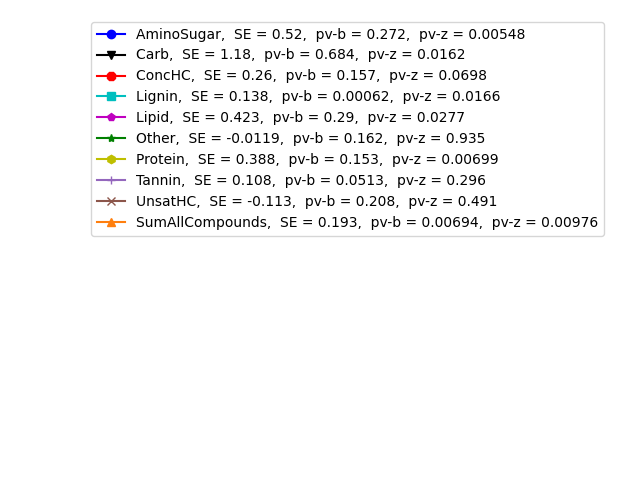 AminoSugar,  SE = 0.52,  pv-b = 0.272,  pv-z = 0.00548
Carb,  SE = 1.18,  pv-b = 0.684,  pv-z = 0.0162
ConcHC,  SE = 0.26,  pv-b = 0.157,  pv-z = 0.0698
Lignin,  SE = 0.138,  pv-b = 0.00062,  pv-z = 0.0166
Lipid,  SE = 0.423,  pv-b = 0.29,  pv-z = 0.0277
Other,  SE = -0.0119,  pv-b = 0.162,  pv-z = 0.935
Protein,  SE = 0.388,  pv-b = 0.153,  pv-z = 0.00699
Tannin,  SE = 0.108,  pv-b = 0.0513,  pv-z = 0.296
UnsatHC,  SE = -0.113,  pv-b = 0.208,  pv-z = 0.491
SumAllCompounds,  SE = 0.193,  pv-b = 0.00694,  pv-z = 0.00976